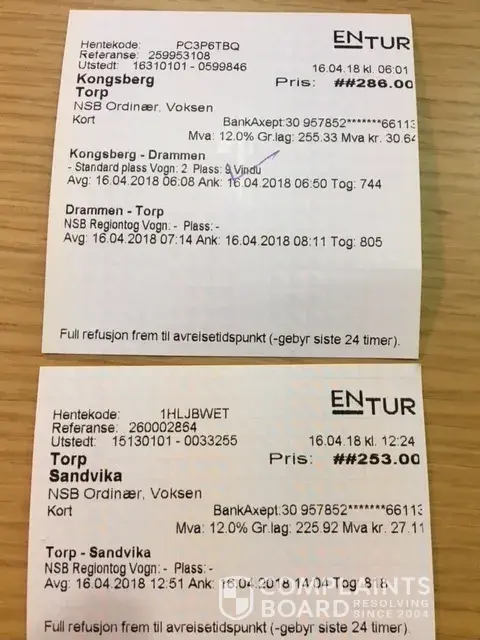 Hentekode: PC3P6TBQ
ENTUR
Referanse: 259953108
Utstedt: 16310101 - 0599846
16.04.18 kl. 06:01
Kongsberg
Pris: ##286.00
Torp
NSB Ordinær, Voksen
Kort
BankAxept:30 957852*******66113
Mva: 12.0% Gr.lag: 255.33 Mva kr. 30.64
Kongsberg - Drammen
- Standard plass Vogn: 2 Plass: 9 Vindu
Avg: 16.04.2018 06:08 Ank: 16.04.2018 06:50 Tog: 744
Drammen - Torp
NSB Regiontog Vogn: - Plass:-
Avg: 16.04.2018 07:14 Ank: 16.04.2018 08:11 Tog: 805
Full refusjon frem til avreisetidspunkt (-gebyr siste 24 timer).
ENTUR
Hentekode: 1HLJBWET
Referanse: 260002864
Utstedt: 15130101 - 0033255
16.04.18 kl. 12:24
Torp
Pris: ##253.00
Sandvika
NSB Ordinær, Voksen
Kort
BankAxept:30 957852*******66113
Mva: 12.0% Gr.lag: 225.92 Mva kr. 27.11
Torp - Sandvika
NSB Regiontog Vogn: - Plass:-
Avg: 16.04.2018 12:51 Ank: 16.04.2018 14:04 Tog: 818
Full refusjon frem til avreisetidspunkt (-gebyr siste 24 timer).
COMPLAINTS
BOARD RESOLVING
SINCE 2004